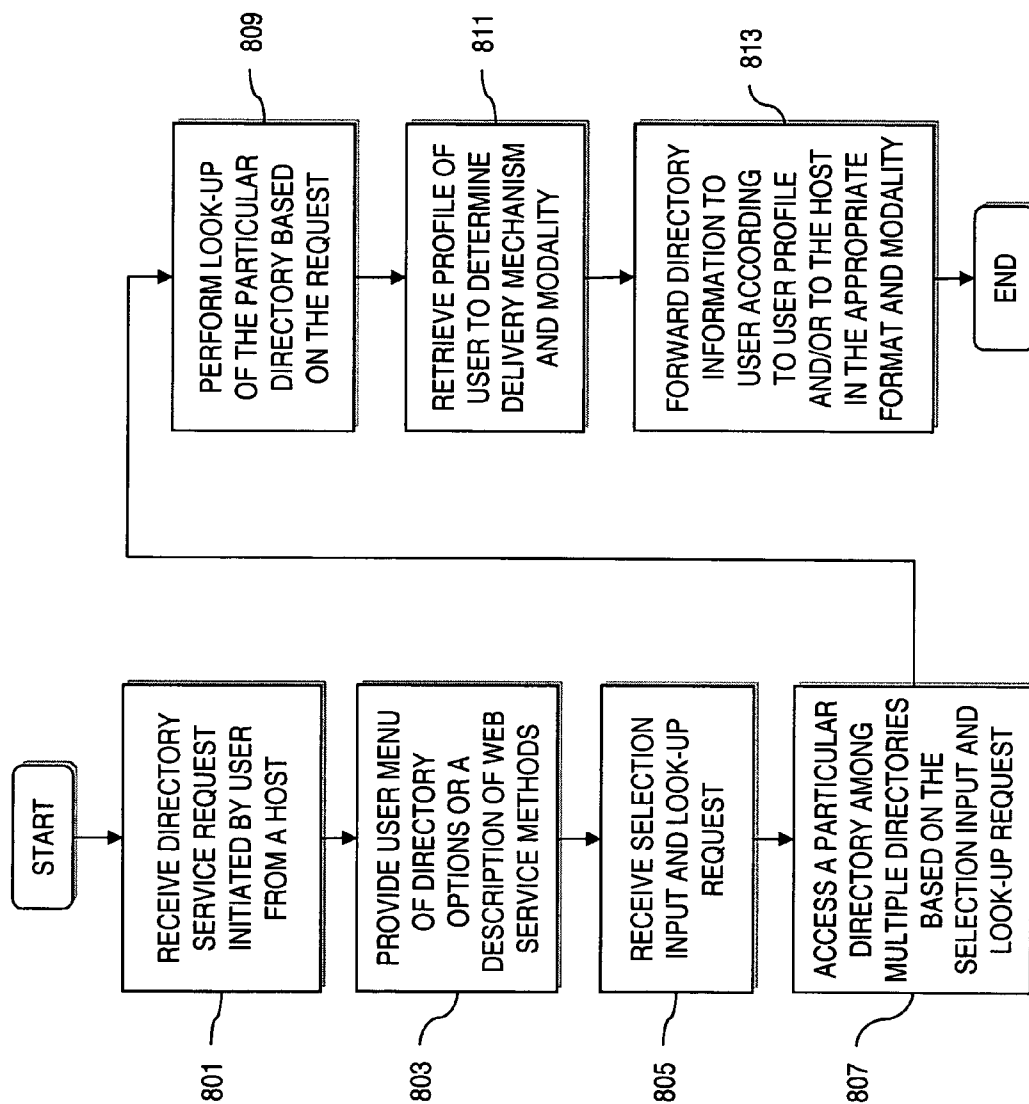 START
801
RECEIVE DIRECTORY
SERVICE REQUEST
INITIATED BY USER
FROM A HOST
803
PROVIDE USER MENU
OF DIRECTORY
OPTIONS OR A
DESCRIPTION OF WEB
SERVICE METHODS
805
RECEIVE SELECTION
INPUT AND LOOK-UP
REQUEST
807
ACCESS A PARTICULAR
DIRECTORY AMONG
MULTIPLE DIRECTORIES
BASED ON THE
SELECTION INPUT AND
LOOK-UP REQUEST
809
PERFORM LOOK-UP
OF THE PARTICULAR
DIRECTORY BASED
ON THE REQUEST
811
RETRIEVE PROFILE OF
USER TO DETERMINE
DELIVERY MECHANISM
AND MODALITY
813
FORWARD DIRECTORY
INFORMATION TO
USER ACCORDING
TO USER PROFILE
AND/OR TO THE HOST
IN THE APPROPRIATE
FORMAT AND MODALITY
END